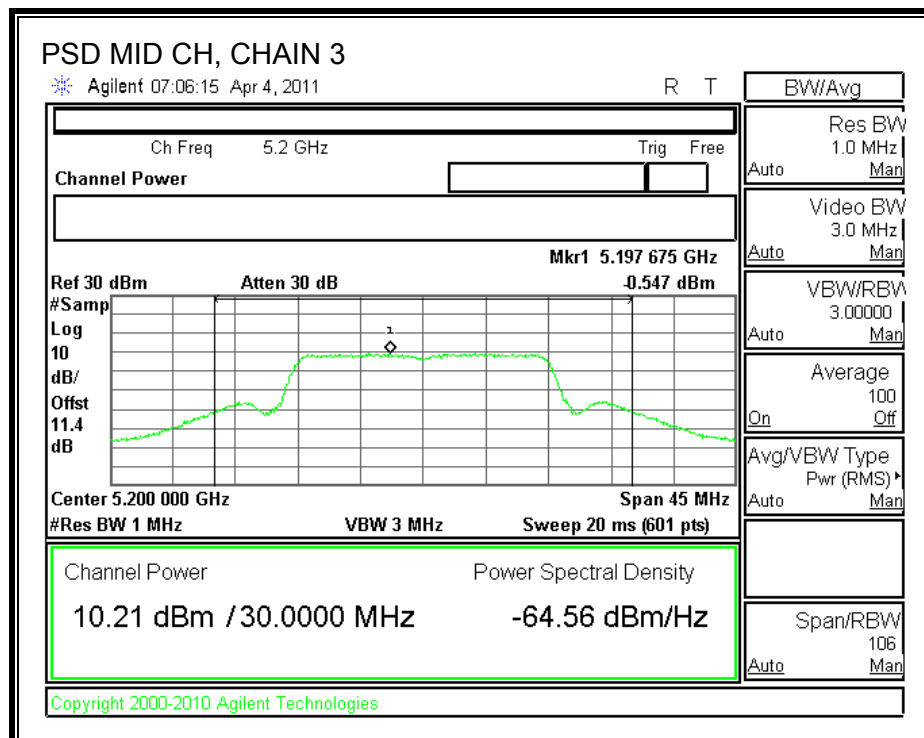 PSD MID CH, CHAIN 3
Agilent 07:06:15 Apr 4, 2011 R T
Ch Freq 5.2 GHz Trig Free
Channel Power
Mkr1 5.197 675 GHz
Ref 30 dBm Atten 30 dB -0.547 dBm
#Samp
Log
10
dB/
Offst
11.4
dB
1
Center 5.200 000 GHz Span 45 MHz
#Res BW 1 MHz VBW 3 MHz Sweep 20 ms (601 pts)
Channel Power Power Spectral Density
10.21 dBm / 30.0000 MHz -64.56 dBm/Hz
Copyright 2000-2010 Agilent Technologies
BW/Avg
Res BW
1.0 MHz
Auto Man
Video BW
3.0 MHz
Auto Man
VBW/RBW
3.00000
Auto Man
Average
100
On Off
Avg/VBW Type
Pwr (RMS)
Auto Man
Span/RBW
106
Auto Man